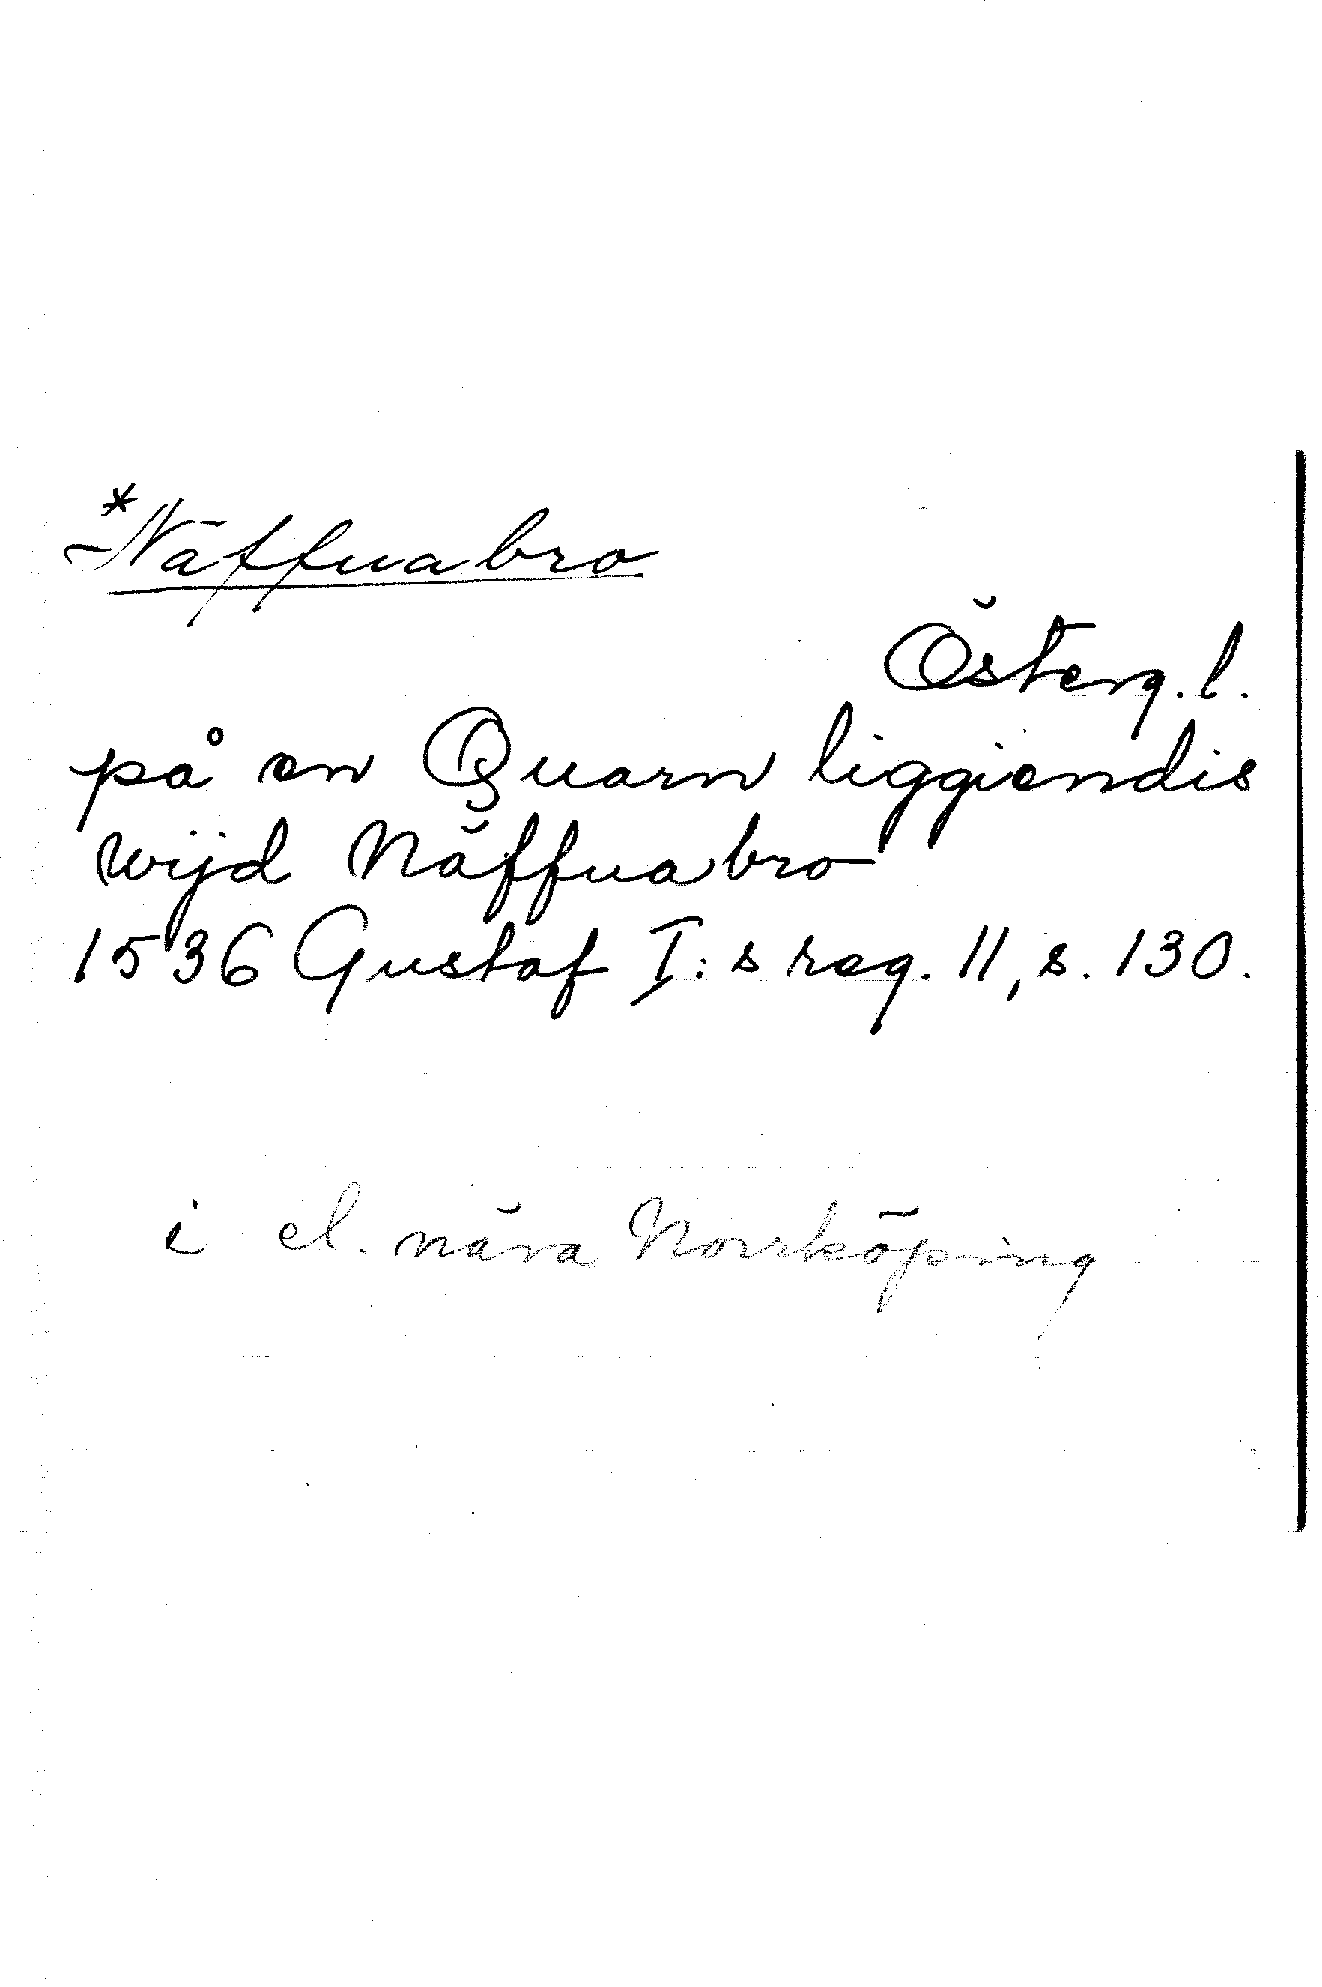 *Näffuabro
Österg. l.
på en Quarn liggiendis
wijd Näffuabro
1536 Gustaf I:s reg. 11, s. 130.
i el. nära Norrköping